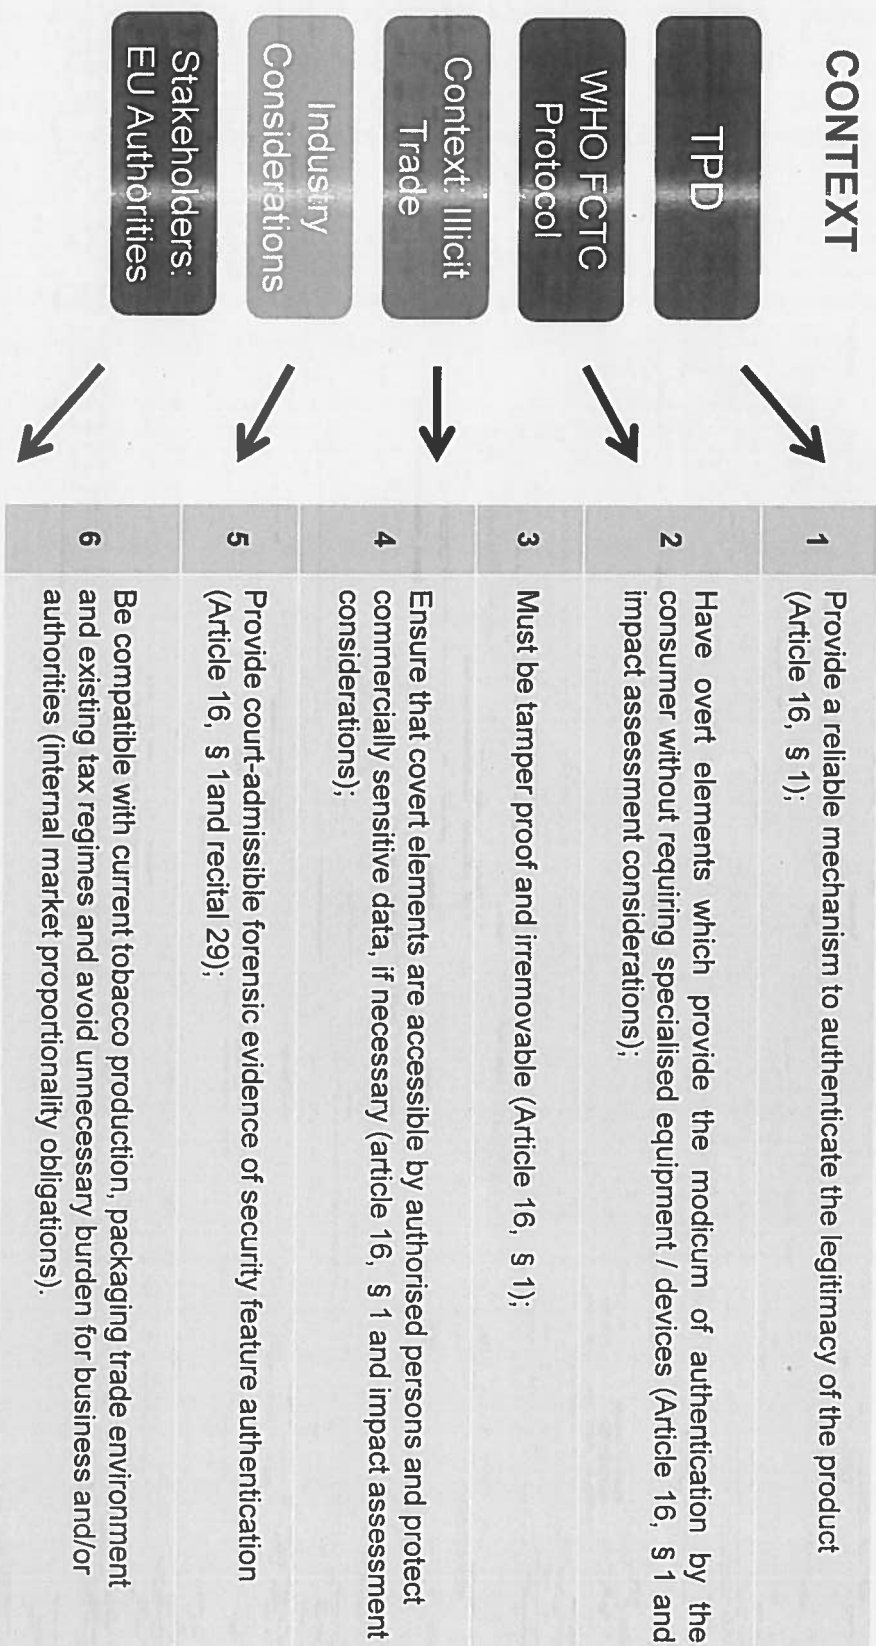 CONTEXT
TPD
WHO FCTC
Protocol
Context: Illicit
Trade
Industry
Considerations
Stakeholders:
EU Authorities
1
Provide a reliable mechanism to authenticate the legitimacy of the product
(Article 16, § 1);
2
Have overt elements which provide the modicum of authentication by the
consumer without requiring specialised equipment / devices (Article 16, § 1 and
impact assessment considerations);
3
Must be tamper proof and irremovable (Article 16, § 1);
4
Ensure that covert elements are accessible by authorised persons and protect
commercially sensitive data, if necessary (article 16, § 1 and impact assessment
considerations);
5
Provide court-admissible forensic evidence of security feature authentication
(Article 16, § 1and recital 29);
6
Be compatible with current tobacco production, packaging trade environment
and existing tax regimes and avoid unnecessary burden for business and/or
authorities (internal market proportionality obligations).